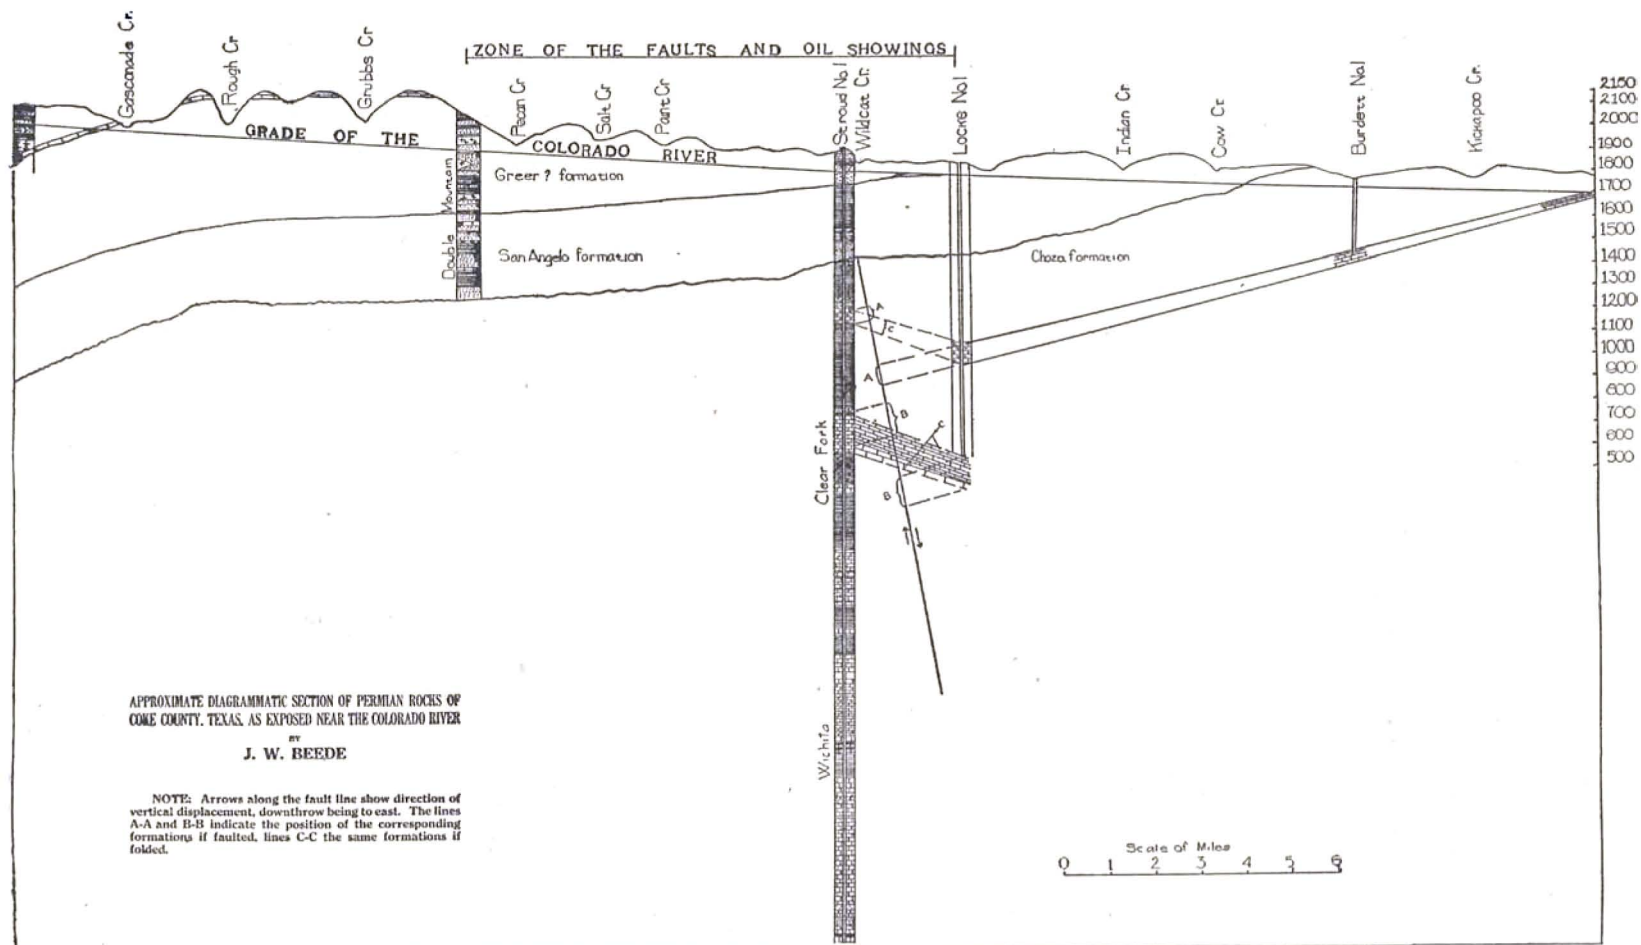 Gasconade Cr.
Rough Cr
Grubbs Cr
ZONE OF THE FAULTS AND OIL SHOWINGS
Pecan Cr
Salt Cr
Pant Cr
Stroud No.1
Wildcat Cr.
Locks No.1
Indian Cr
Cow Cr.
Burdett No.1
Kickapoo Cr.
GRADE OF THE COLORADO RIVER
Greer ? formation
Double Mountain
San Angelo formation
Choza formation
A
C
A
B
C
B
Clear Fork
Wichita
2150
2100
2000
1900
1800
1700
1600
1500
1400
1300
1200
1100
1000
900
800
700
600
500
APPROXIMATE DIAGRAMMATIC SECTION OF PERMIAN ROCKS OF
COKE COUNTY, TEXAS, AS EXPOSED NEAR THE COLORADO RIVER
BY
J. W. BEEDE
NOTE: Arrows along the fault line show direction of
vertical displacement, downthrow being to east. The lines
A-A and B-B indicate the position of the corresponding
formations if faulted, lines C-C the same formations if
folded.
Scale of Miles
0 1 2 3 4 5 6